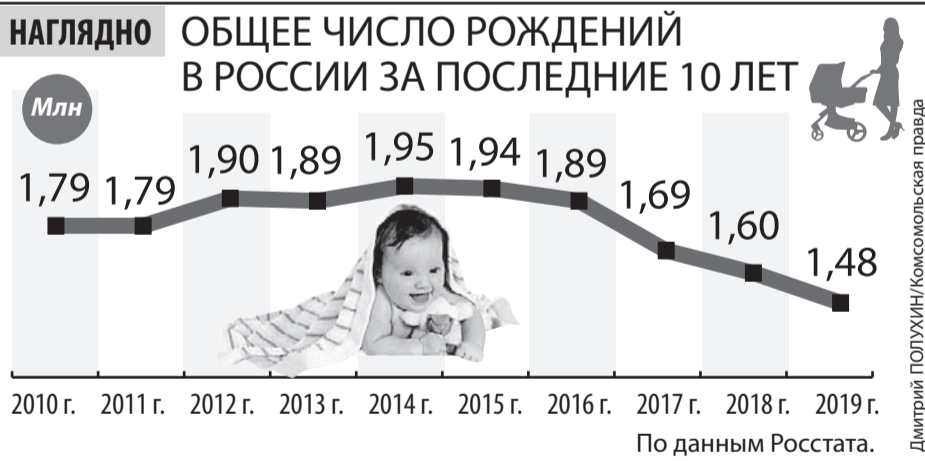 НАГЛЯДНО
ОБЩЕЕ ЧИСЛО РОЖДЕНИЙ
В РОССИИ ЗА ПОСЛЕДНИЕ 10 ЛЕТ
Млн
1,79 1,79 1,90 1,89 1,95 1,94 1,89 1,69 1,60 1,48
2010 г. 2011 г. 2012 г. 2013 г. 2014 г. 2015 г. 2016 г. 2017 г. 2018 г. 2019 г.
По данным Росстата.
Дмитрий ПОЛУХИН/Комсомольская правда